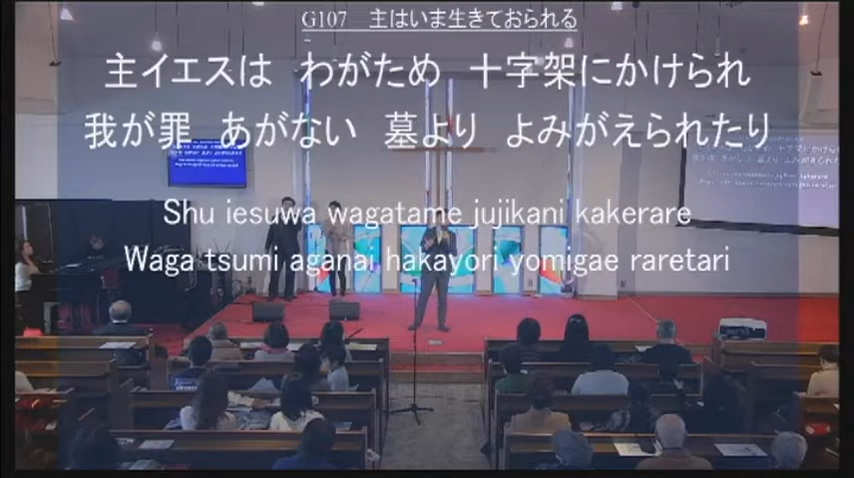 G107　主はいま生きておられる
主イエスは　わがため　十字架にかけられ
我が罪　あがない　墓より　よみがえられたり
Shu iesuwa wagatame jujikani kakerare
Waga tsumi aganai hakayori yomigae raretari